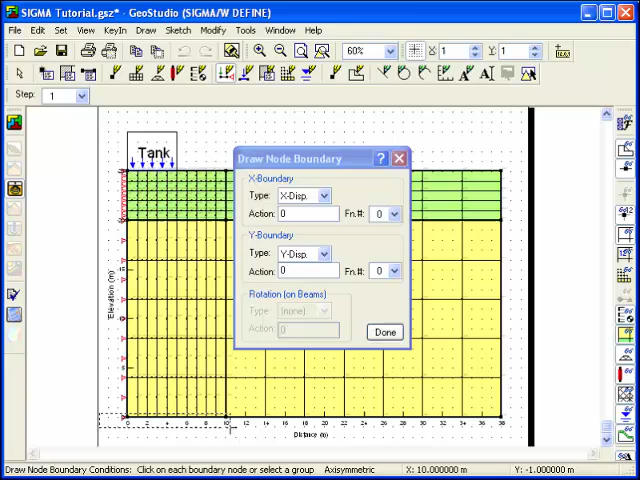 SIGMA Tutorial.gsz* - GeoStudio (SIGMA/W DEFINE)
File Edit Set View KeyIn Draw Sketch Modify Tools Window Help
60% X: 1 Y: 1
Step: 1
Tank
Draw Node Boundary
X-Boundary
Type: X-Disp.
Action: 0 Fn.#: 0
Y-Boundary
Type: Y-Disp.
Action: 0 Fn.#: 0
Rotation (on Beams)
Type: (none)
Action: 0
Done
Elevation (m)
15
5
0 2 4 6 8 10 12 14 16 18 20 22 24 26 28 30 32 34 36 38
Distance (m)
Draw Node Boundary Conditions: Click on each boundary node or select a group Axisymmetric X: 10.000000 m Y: -1.000000 m